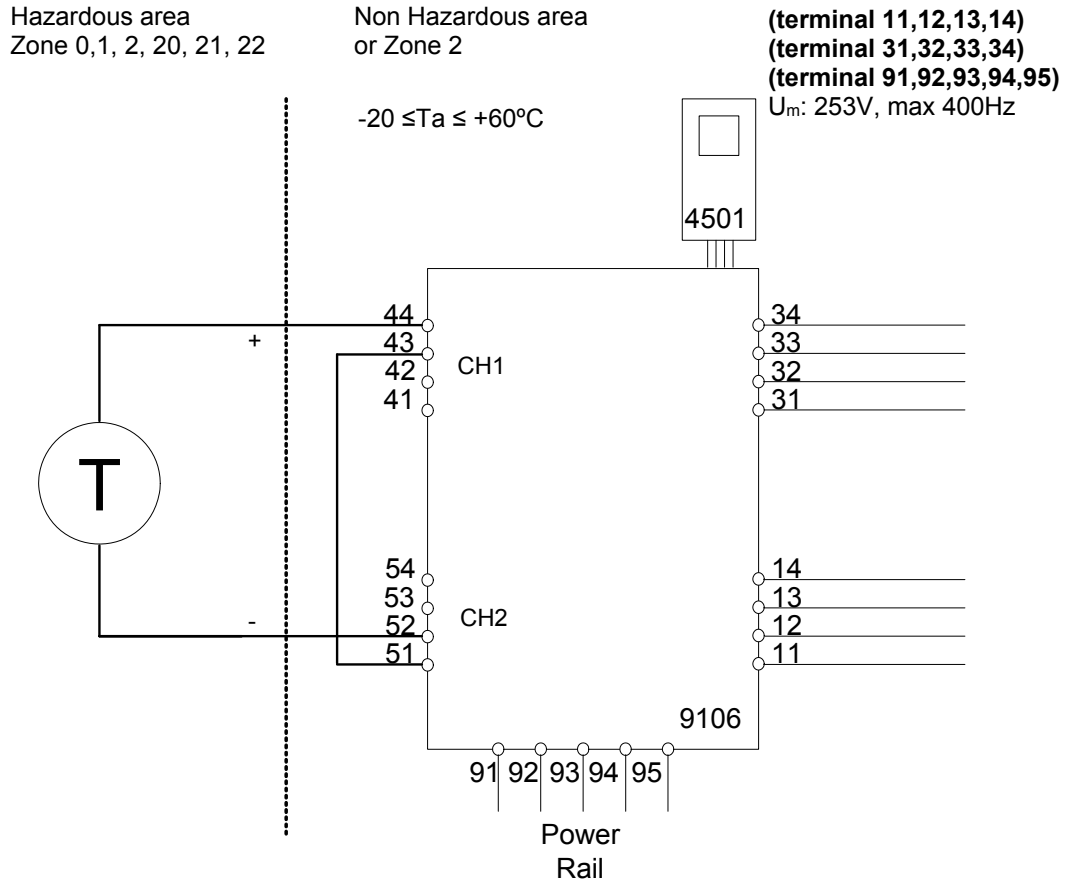 Hazardous area
Zone 0,1, 2, 20, 21, 22
Non Hazardous area
or Zone 2
-20 ≤Ta ≤ +60ºC
(terminal 11,12,13,14)
(terminal 31,32,33,34)
(terminal 91,92,93,94,95)
Um: 253V, max 400Hz
4501
44
43
42
41
CH1
34
33
32
31
+
T
-
54
53
52
51
CH2
14
13
12
11
9106
91 92 93 94 95
Power
Rail